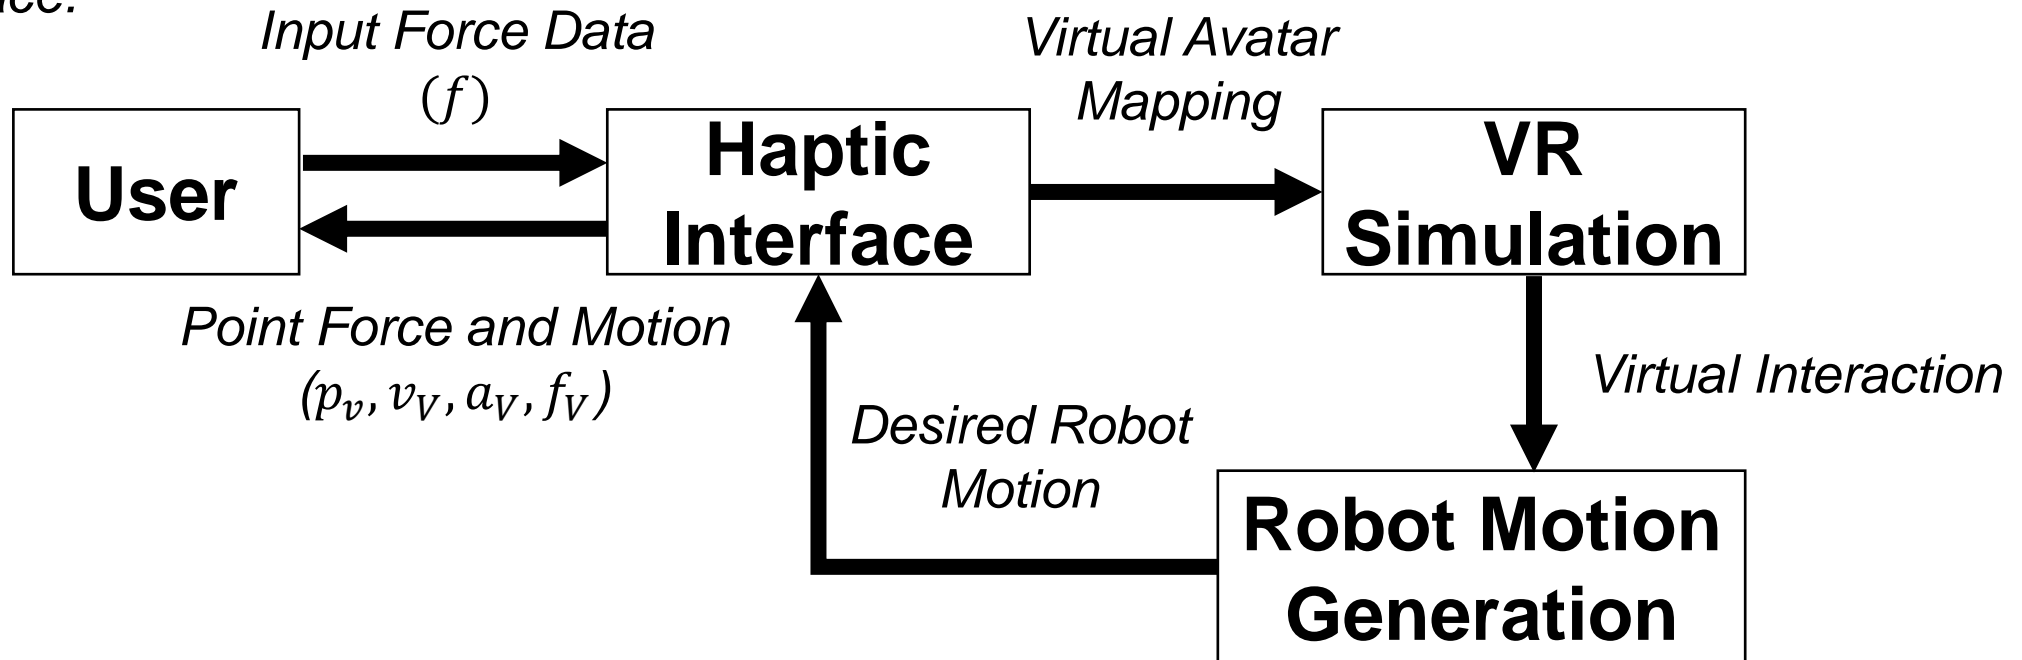 Input Force Data
(f)
Virtual Avatar
Mapping
User
Haptic
Interface
VR
Simulation
Point Force and Motion
(p_v, v_V, a_V, f_V)
Virtual Interaction
Desired Robot
Motion
Robot Motion
Generation